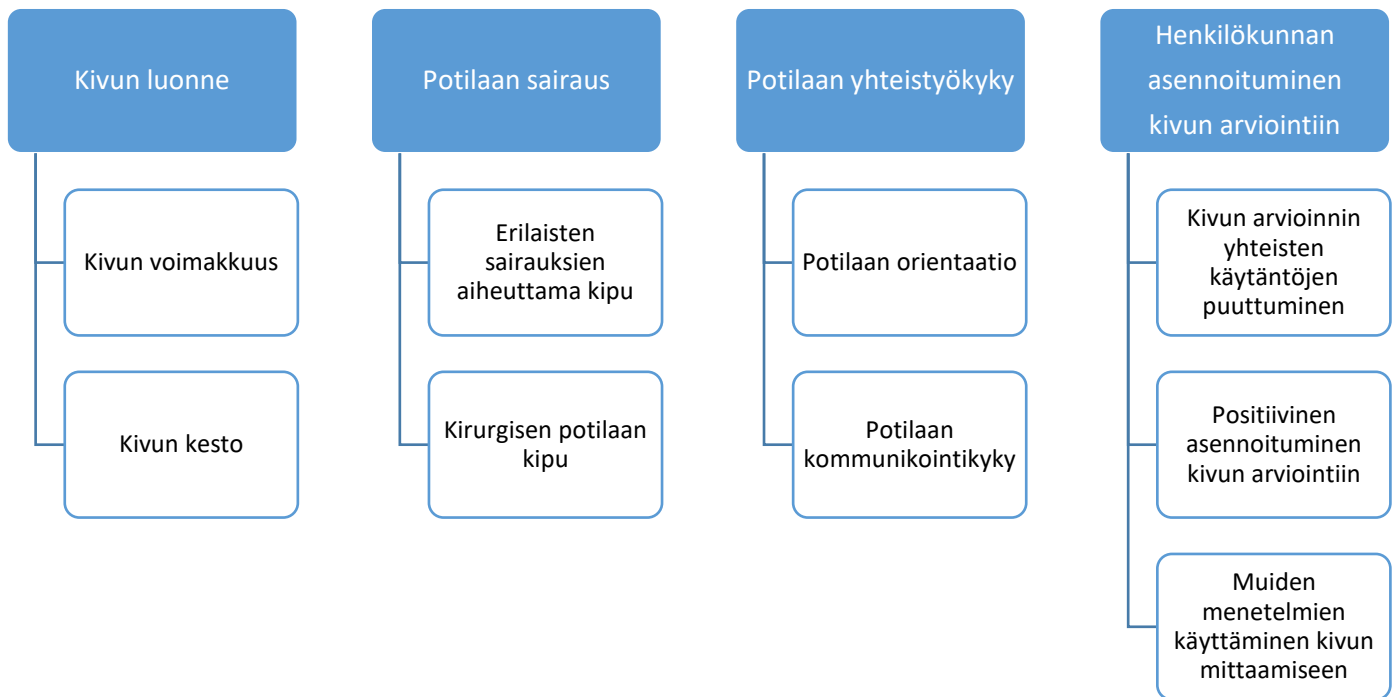 Kivun luonne
Kivun voimakkuus
Kivun kesto
Potilaan sairaus
Erilaisten
sairauksien
aiheuttama kipu
Kirurgisen potilaan
kipu
Potilaan yhteistyökyky
Potilaan orientaatio
Potilaan
kommunikointikyky
Henkilökunnan
asennoituminen
kivun arviointiin
Kivun arvioinnin
yhteisten
käytäntöjen
puuttuminen
Positiivinen
asennoituminen
kivun arviointiin
Muiden
menetelmien
käyttäminen kivun
mittaamiseen